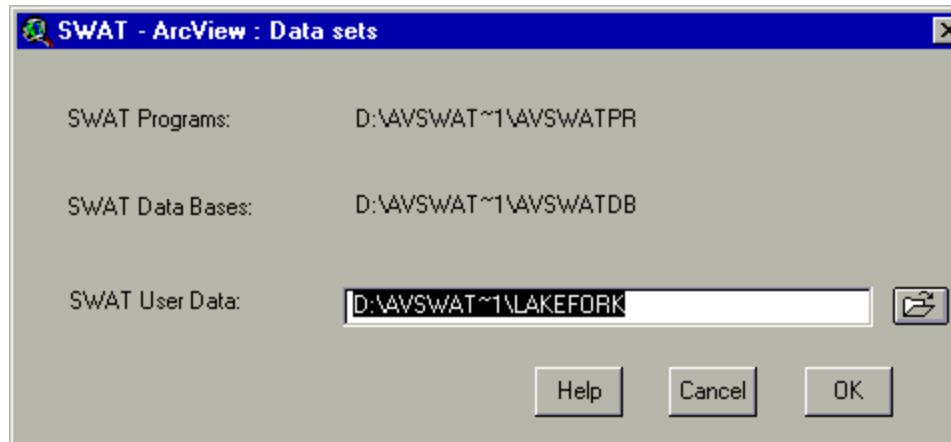 SWAT - ArcView : Data sets
SWAT Programs: D:\AVSWAT~1\AVSWATPR
SWAT Data Bases: D:\AVSWAT~1\AVSWATDB
SWAT User Data: D:\AVSWAT~1\LAKEFORK
Help Cancel OK